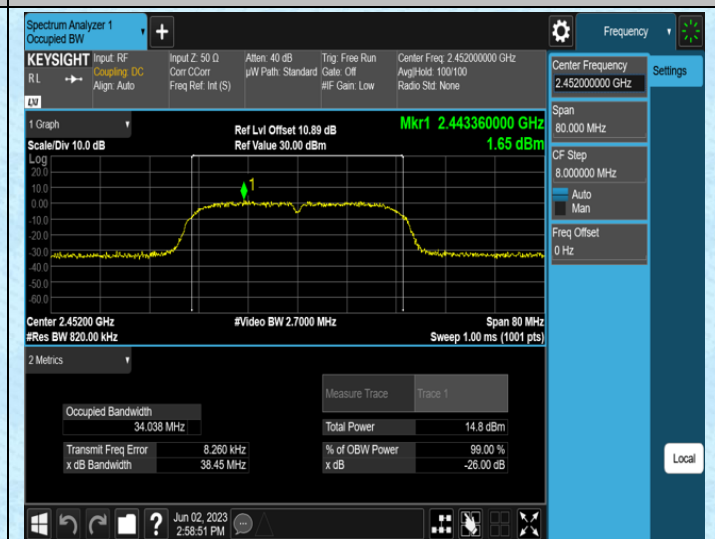 Spectrum Analyzer 1
Occupied BW
+
Frequency
KEYSIGHT
RL
LXI
Input: RF
Coupling: DC
Align: Auto
Input Z: 50 Ω
Corr CCorr
Freq Ref: Int (S)
Atten: 40 dB
µW Path: Standard
Trig: Free Run
Gate: Off
#IF Gain: Low
Center Freq: 2.452000000 GHz
Avg|Hold: 100/100
Radio Std: None
Center Frequency
2.452000000 GHz
Settings
Span
80.000 MHz
CF Step
8.000000 MHz
Auto
Man
Freq Offset
0 Hz
1 Graph
Scale/Div 10.0 dB
Ref Lvl Offset 10.89 dB
Ref Value 30.00 dBm
Mkr1 2.443360000 GHz
1.65 dBm
Log
20.0
10.0
0.00
-10.0
-20.0
-30.0
-40.0
-50.0
-60.0
1
Center 2.45200 GHz
#Res BW 820.00 kHz
#Video BW 2.7000 MHz
Span 80 MHz
Sweep 1.00 ms (1001 pts)
2 Metrics
Measure Trace Trace 1
Occupied Bandwidth
34.038 MHz
Total Power 14.8 dBm
Transmit Freq Error 8.260 kHz
% of OBW Power 99.00 %
x dB Bandwidth 38.45 MHz
x dB -26.00 dB
Local
?
Jun 02, 2023
2:58:51 PM